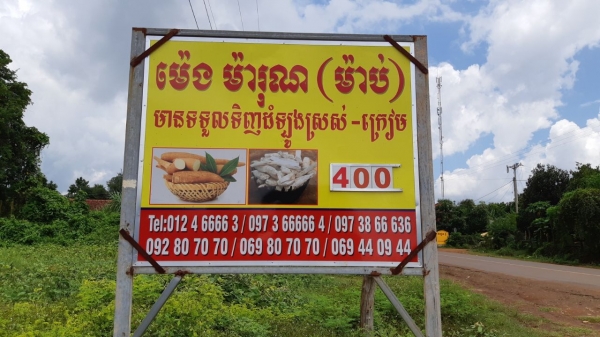 ម៉េង ម៉ារុណ (ម៉ាប់)
មានទទួលទិញដំឡូងស្រស់ -ក្រៀម
400
Tel:012 4 6666 3 / 097 3 66666 4 / 097 38 66 636
092 80 70 70 / 069 80 70 70 / 069 44 0 9 44